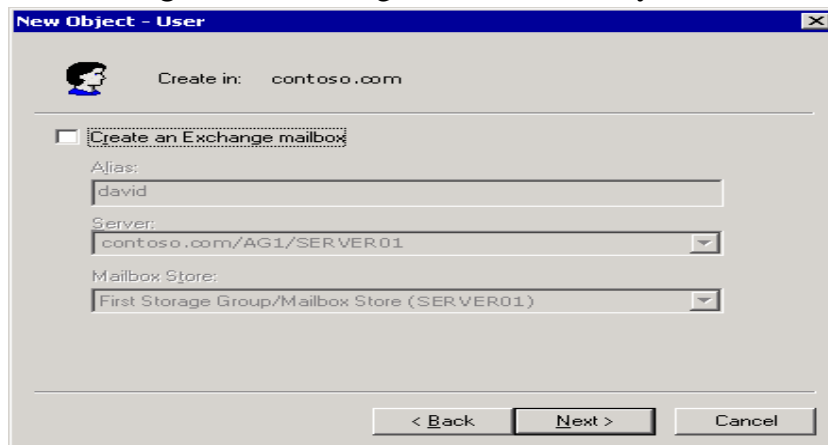 New Object - User
Create in: contoso.com
Create an Exchange mailbox
Alias:
david
Server:
contoso.com/AG1/SERVER01
Mailbox Store:
First Storage Group/Mailbox Store (SERVER01)
< Back Next > Cancel